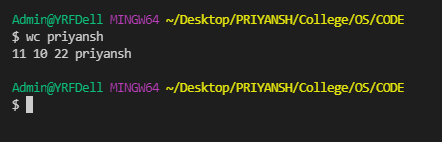 Admin@YRFDell MINGW64 ~/Desktop/PRIYANSH/College/OS/CODE
$ wc priyansh
11 10 22 priyansh
Admin@YRFDell MINGW64 ~/Desktop/PRIYANSH/College/OS/CODE
$